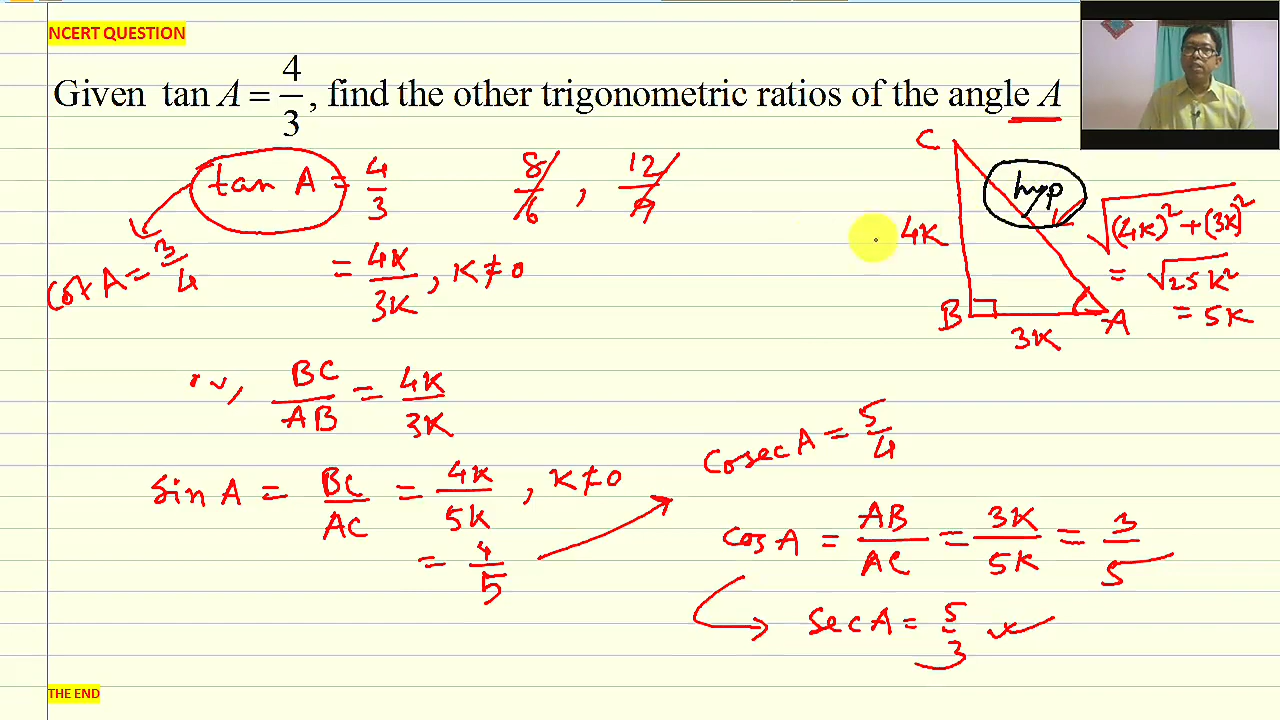 NCERT QUESTION
Given tan A = 4/3, find the other trigonometric ratios of the angle A
tan A = 4/3 8/6 , 12/9
cot A = 3/4
= 4K/3K , K ≠ 0
BC/AB = 4K/3K
sin A = BC/AC = 4K/5K , K ≠ 0
= 4/5
C
hyp
4K
B
3K
A
√(4K)² + (3K)²
= √25K²
= 5K
cosec A = 5/4
cos A = AB/AC = 3K/5K = 3/5
sec A = 5/3
THE END